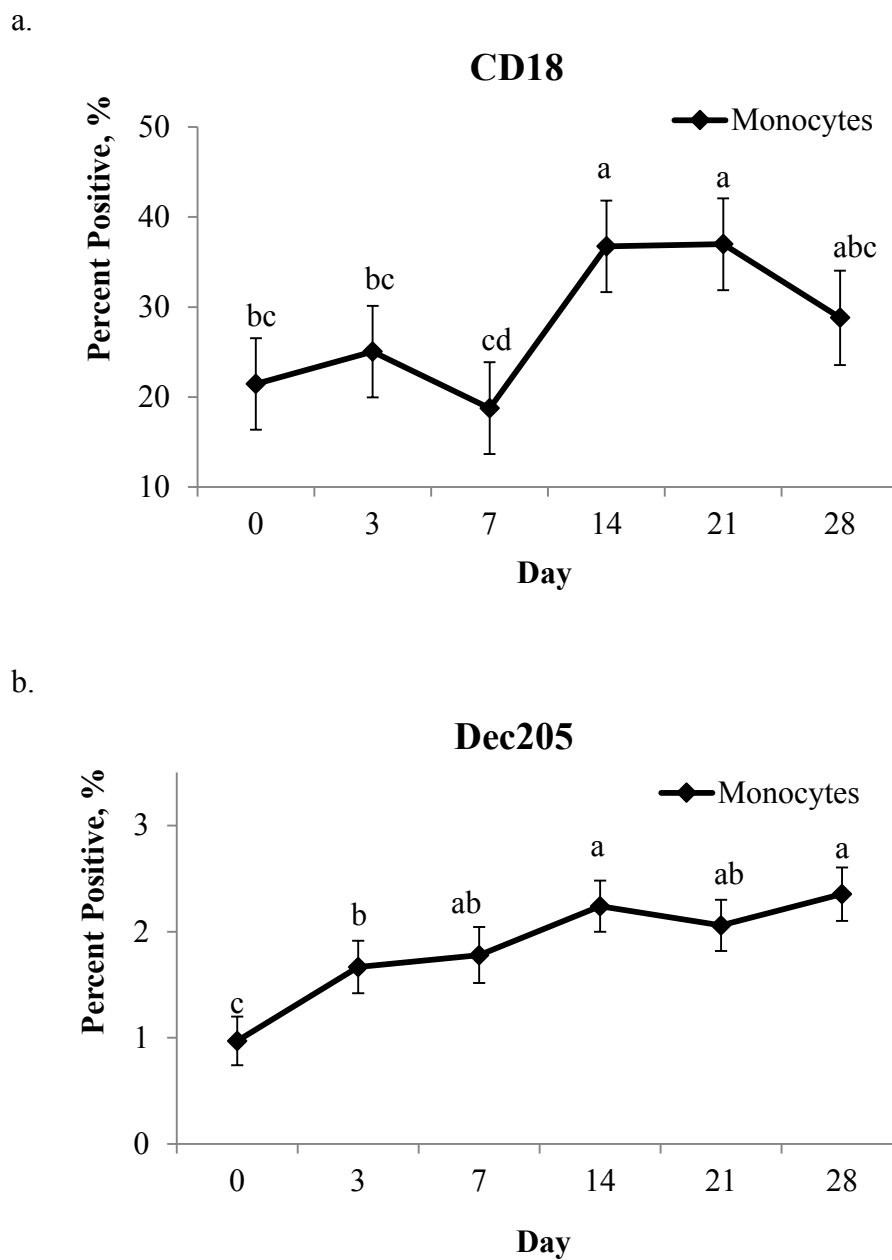 a.
CD18
Percent Positive, %
Monocytes
50
40
30
20
10
bc
bc
cd
a
a
abc
0 3 7 14 21 28
Day
b.
Dec205
Percent Positive, %
Monocytes
3
2
1
0
c
b
ab
a
ab
a
0 3 7 14 21 28
Day